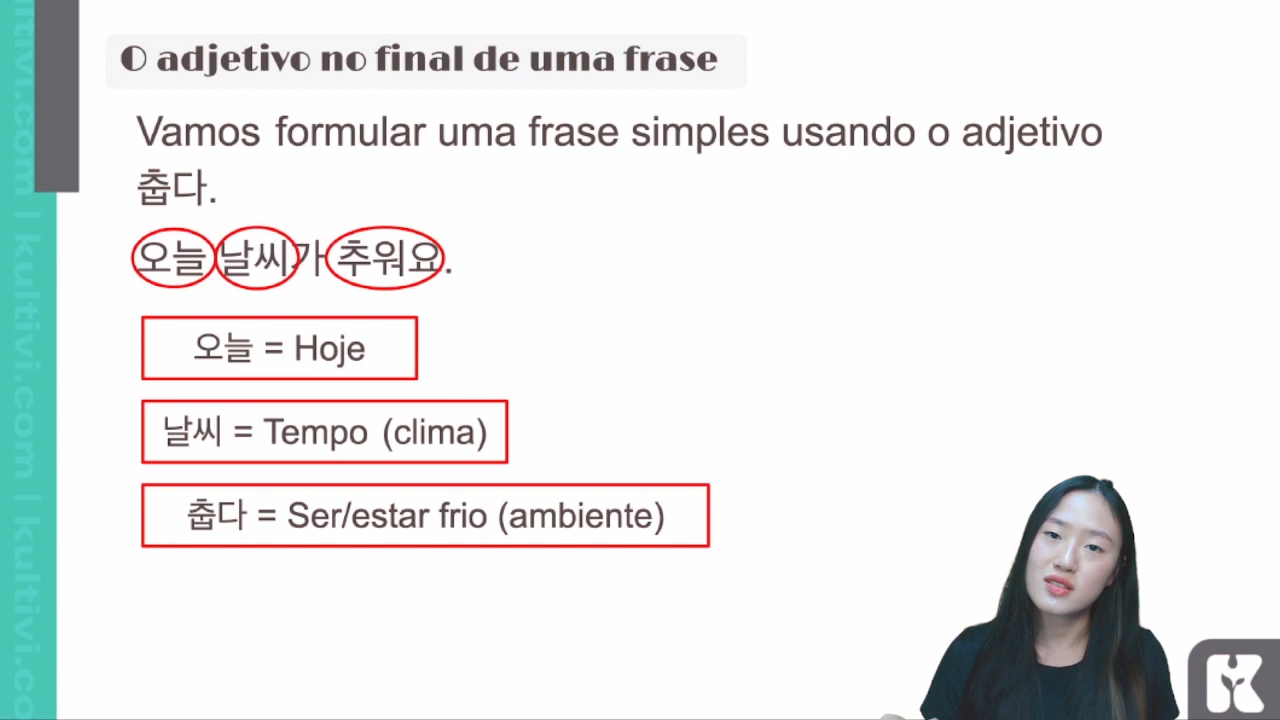 O adjetivo no final de uma frase
Vamos formular uma frase simples usando o adjetivo
춥다.
오늘 날씨가 추워요.
오늘 = Hoje
날씨 = Tempo (clima)
춥다 = Ser/estar frio (ambiente)
kultivi.com | kultivi.com | kultivi.co